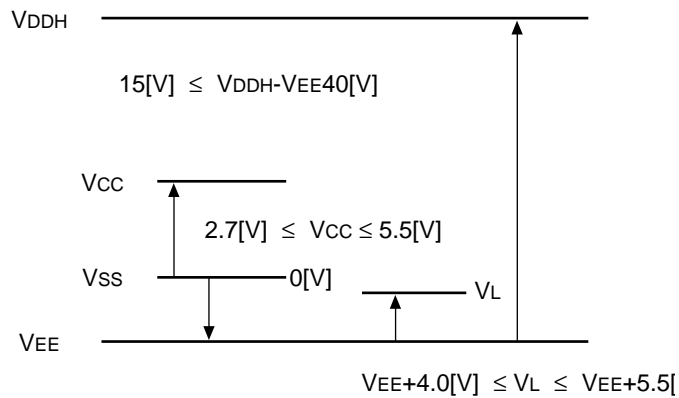 VDDH
15[V] ≤ VDDH-VEE40[V]
VCC
2.7[V] ≤ VCC ≤ 5.5[V]
VSS 0[V]
VL
VEE
VEE+4.0[V] ≤ VL ≤ VEE+5.5[